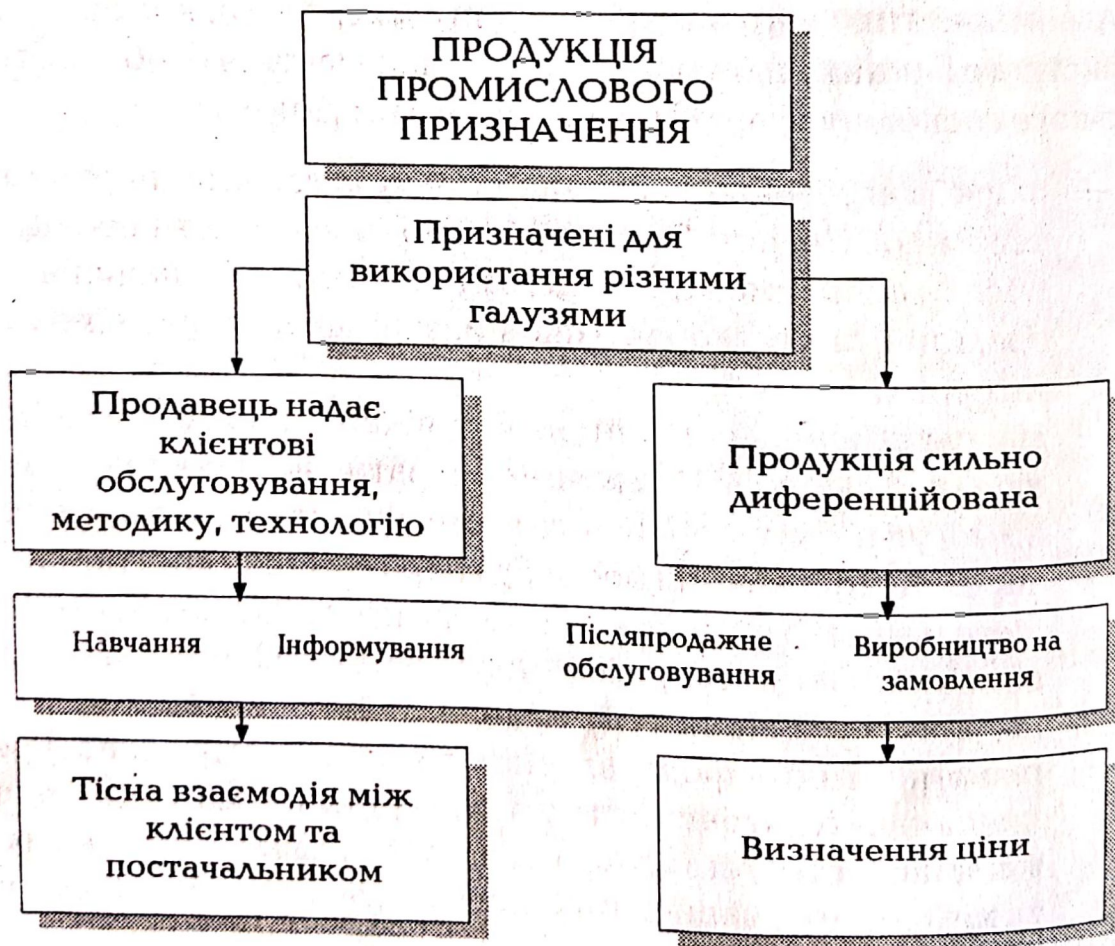 ПРОДУКЦІЯ
ПРОМИСЛОВОГО
ПРИЗНАЧЕННЯ
Призначені для
використання різними
галузями
Продавець надає
клієнтові
обслуговування,
методику, технологію
Продукція сильно
диференційована
Навчання
Інформування
Післяпродажне
обслуговування
Виробництво на
замовлення
Тісна взаємодія між
клієнтом та
постачальником
Визначення ціни